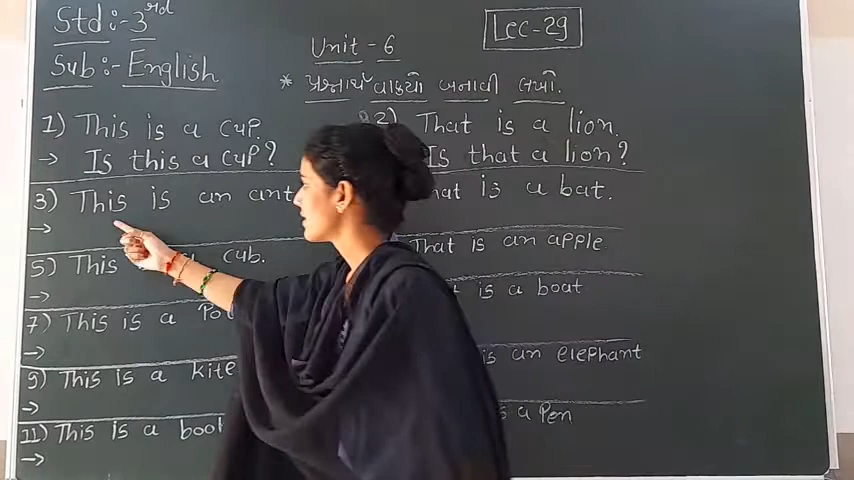 Std:- 3rd
Lec-29
Unit - 6
Sub:- English
* પ્રશ્નાર્થ વાક્યો બનાવી લખો.
1) This is a cup.
→ Is this a cup?
2) That is a lion.
Is that a lion?
3) This is an ant
→
is a bat.
5) This cub.
→
That is an apple
7) This is a
→
is a boat
9) This is a kite
→
is an elephant
11) This is a
→
a pen